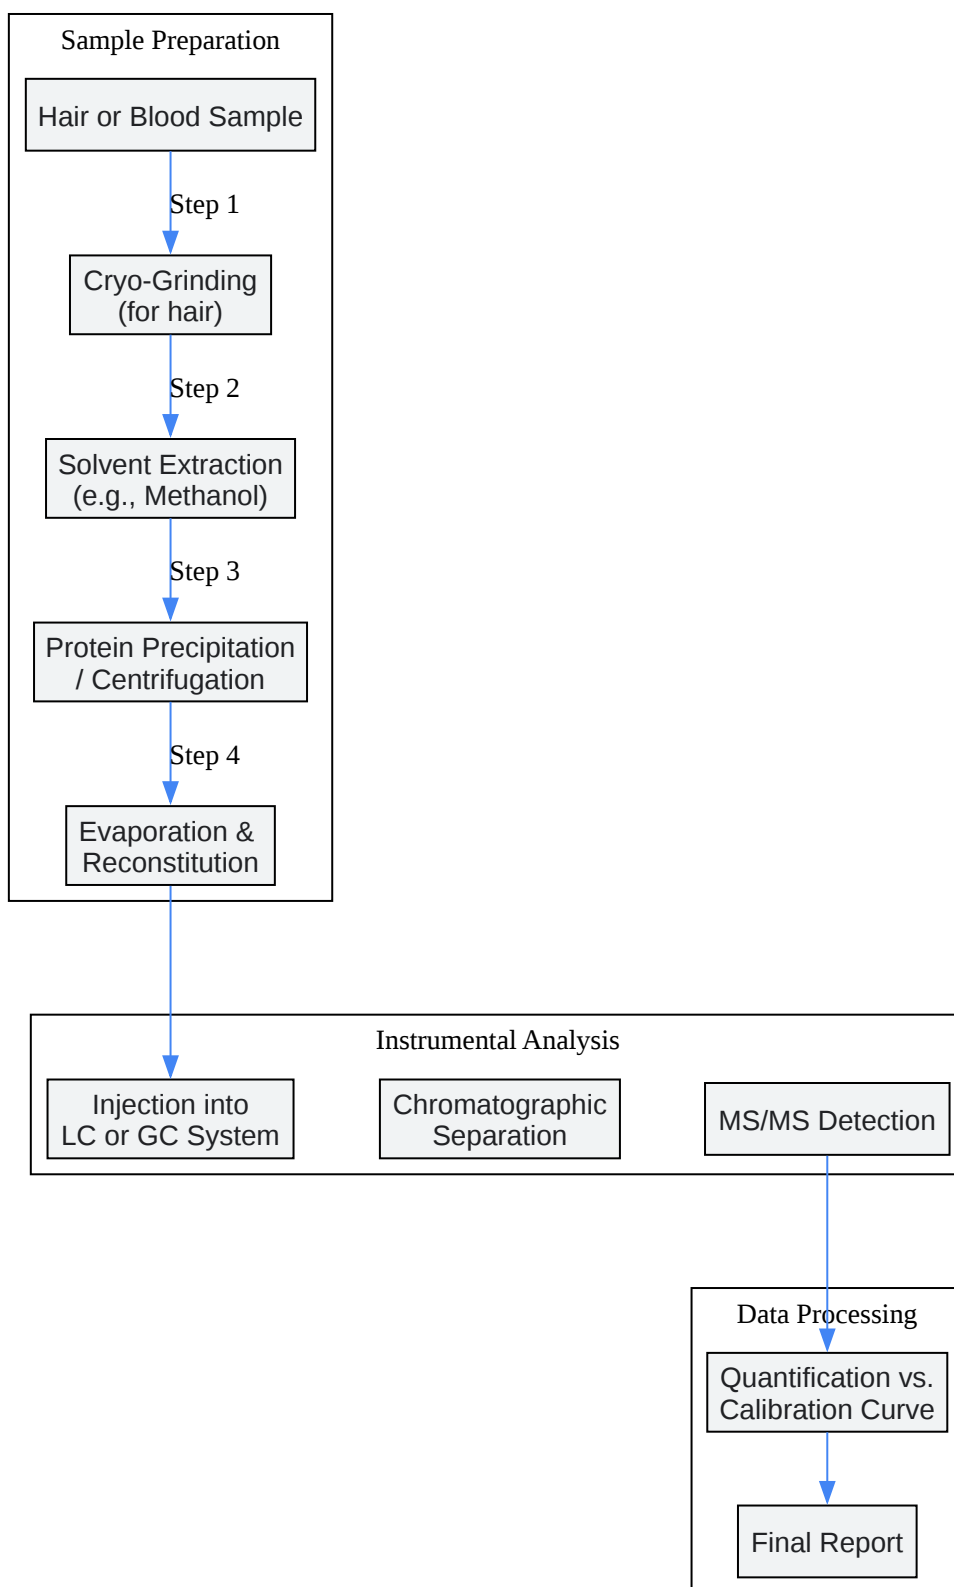 Sample Preparation
Hair or Blood Sample
Step 1
Cryo-Grinding
(for hair)
Step 2
Solvent Extraction
(e.g., Methanol)
Step 3
Protein Precipitation
/ Centrifugation
Step 4
Evaporation &
Reconstitution
Instrumental Analysis
Injection into
LC or GC System
Chromatographic
Separation
MS/MS Detection
Data Processing
Quantification vs.
Calibration Curve
Final Report